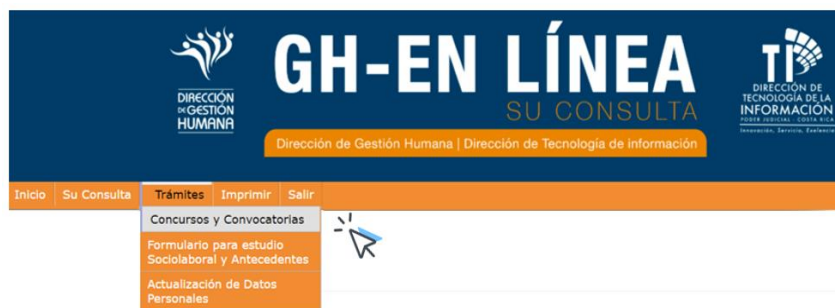 DIRECCIÓN
DE GESTIÓN
HUMANA
GH-EN LÍNEA
SU CONSULTA
Dirección de Gestión Humana | Dirección de Tecnología de información
TI
DIRECCIÓN DE
TECNOLOGÍA DE LA
INFORMACIÓN
PODER JUDICIAL - COSTA RICA
Innovación, Servicio, Exelencia
Inicio Su Consulta Trámites Imprimir Salir
Concursos y Convocatorias
Formulario para estudio
Sociolaboral y Antecedentes
Actualización de Datos
Personales